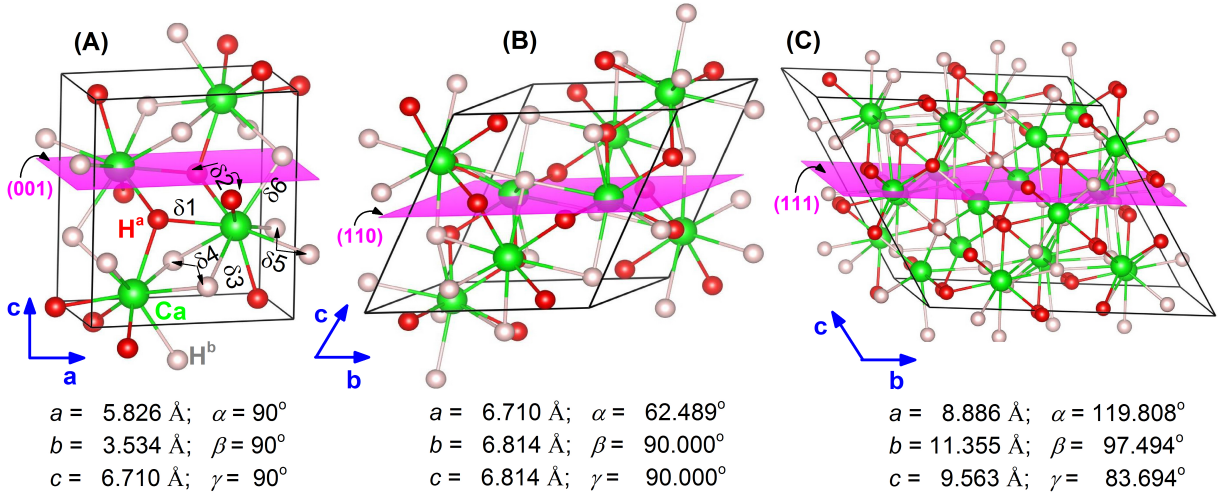 (A)
(B)
(C)
(001)
δ2
δ6
δ1
Hᵃ
δ4
δ5
δ3
Ca
Hᵇ
c
a
(110)
c
b
(111)
c
b
a = 5.826 Å; α = 90°
b = 3.534 Å; β = 90°
c = 6.710 Å; γ = 90°
a = 6.710 Å; α = 62.489°
b = 6.814 Å; β = 90.000°
c = 6.814 Å; γ = 90.000°
a = 8.886 Å; α = 119.808°
b = 11.355 Å; β = 97.494°
c = 9.563 Å; γ = 83.694°